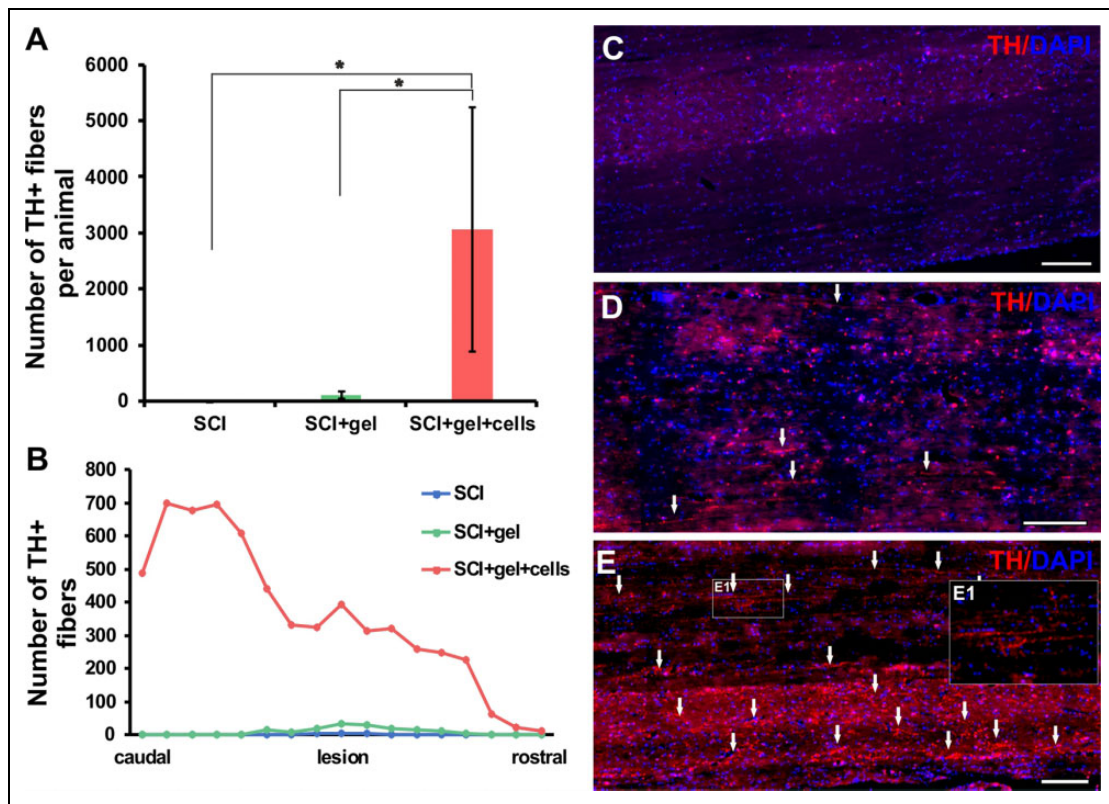 A
Number of TH+ fibers
per animal
6000
5000
4000
3000
2000
1000
0
*
*
SCI
SCI+gel
SCI+gel+cells
B
Number of TH+
fibers
800
700
600
500
400
300
200
100
0
SCI
SCI+gel
SCI+gel+cells
caudal
lesion
rostral
C
TH/DAPI
D
TH/DAPI
E
TH/DAPI
E1
E1